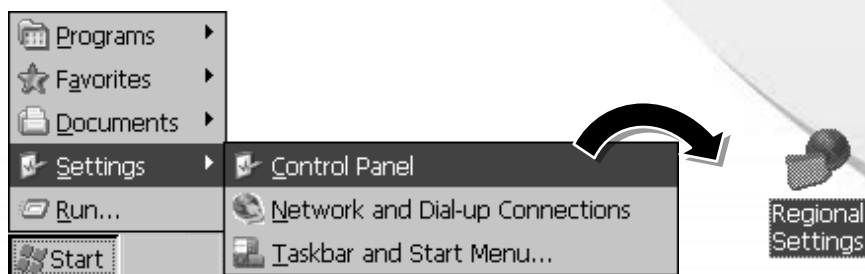 Programs
Favorites
Documents
Settings
Run...
Start
Control Panel
Network and Dial-up Connections
Taskbar and Start Menu...
Regional
Settings